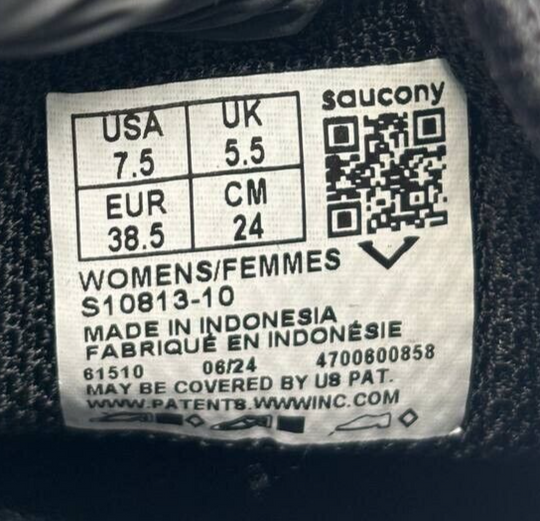 saucony
USA UK
7.5 5.5
EUR CM
38.5 24
WOMENS/FEMMES
S10813-10
MADE IN INDONESIA
FABRIQUÉ EN INDONÉSIE
61510 06/24 4700600858
MAY BE COVERED BY US PAT.
WWW.PATENTS.WWWINC.COM